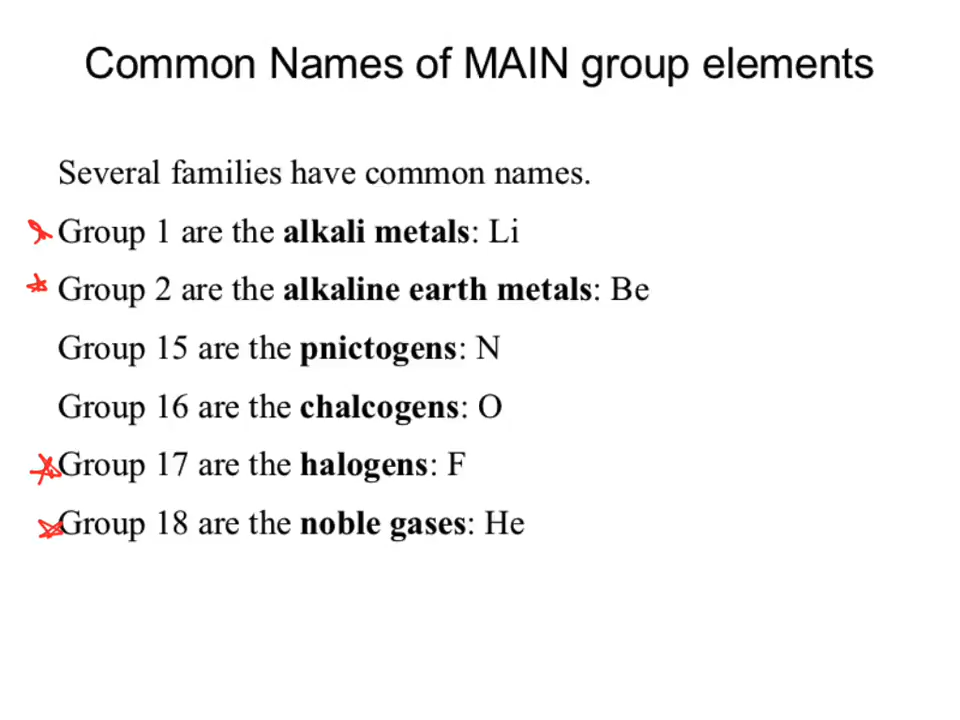 Common Names of MAIN group elements
Several families have common names.
Group 1 are the alkali metals: Li
Group 2 are the alkaline earth metals: Be
Group 15 are the pnictogens: N
Group 16 are the chalcogens: O
Group 17 are the halogens: F
Group 18 are the noble gases: He